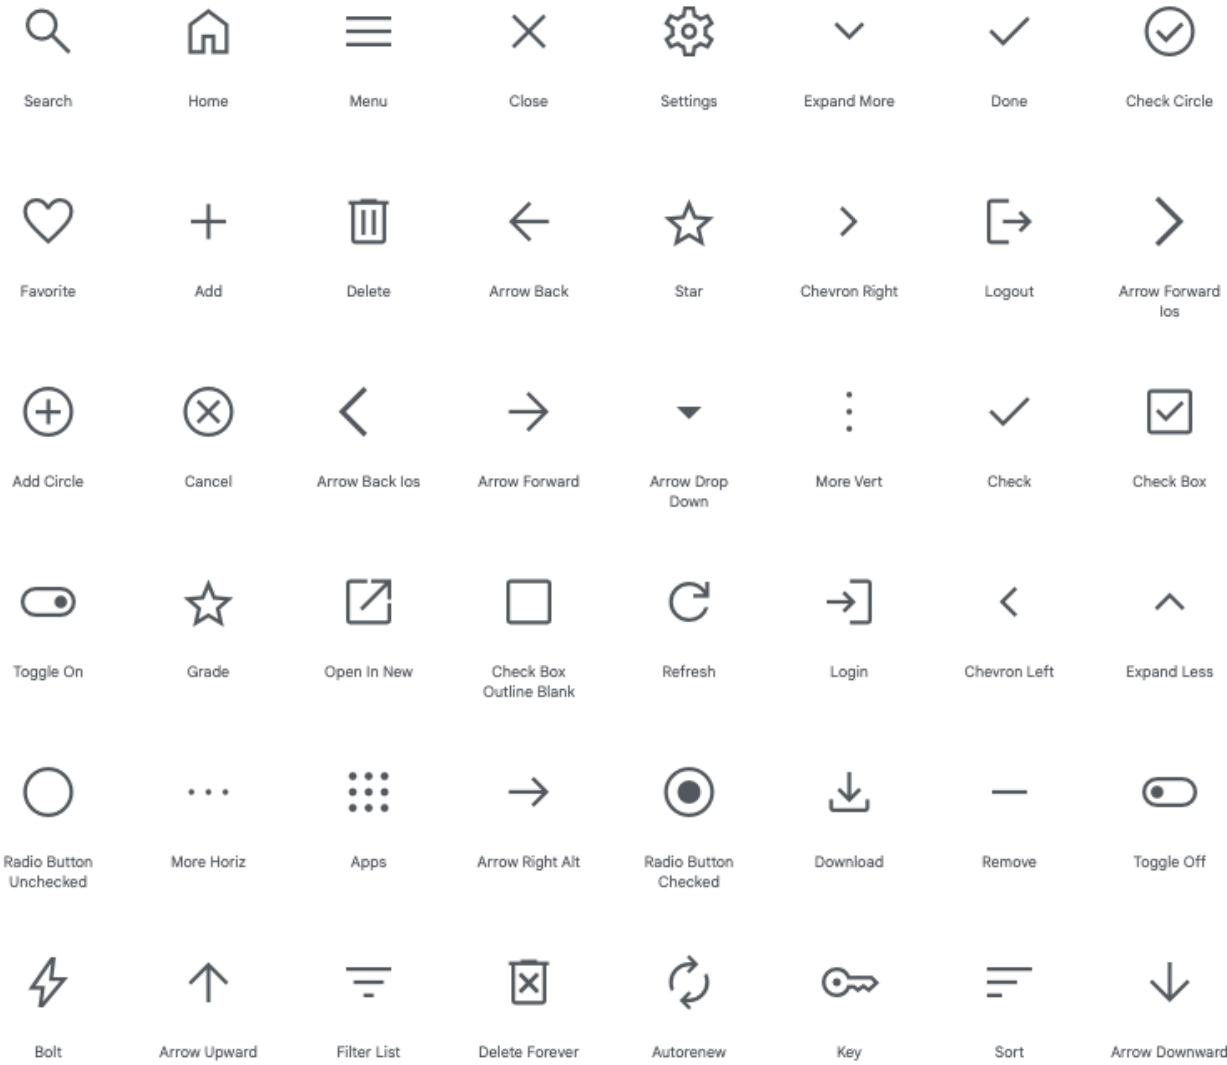 Search
Home
Menu
Close
Settings
Expand More
Done
Check Circle
Favorite
Add
Delete
Arrow Back
Star
Chevron Right
Logout
Arrow Forward
Ios
Add Circle
Cancel
Arrow Back Ios
Arrow Forward
Arrow Drop
Down
More Vert
Check
Check Box
Toggle On
Grade
Open In New
Check Box
Outline Blank
Refresh
Login
Chevron Left
Expand Less
Radio Button
Unchecked
More Horiz
Apps
Arrow Right Alt
Radio Button
Checked
Download
Remove
Toggle Off
Bolt
Arrow Upward
Filter List
Delete Forever
Autorenew
Key
Sort
Arrow Downward